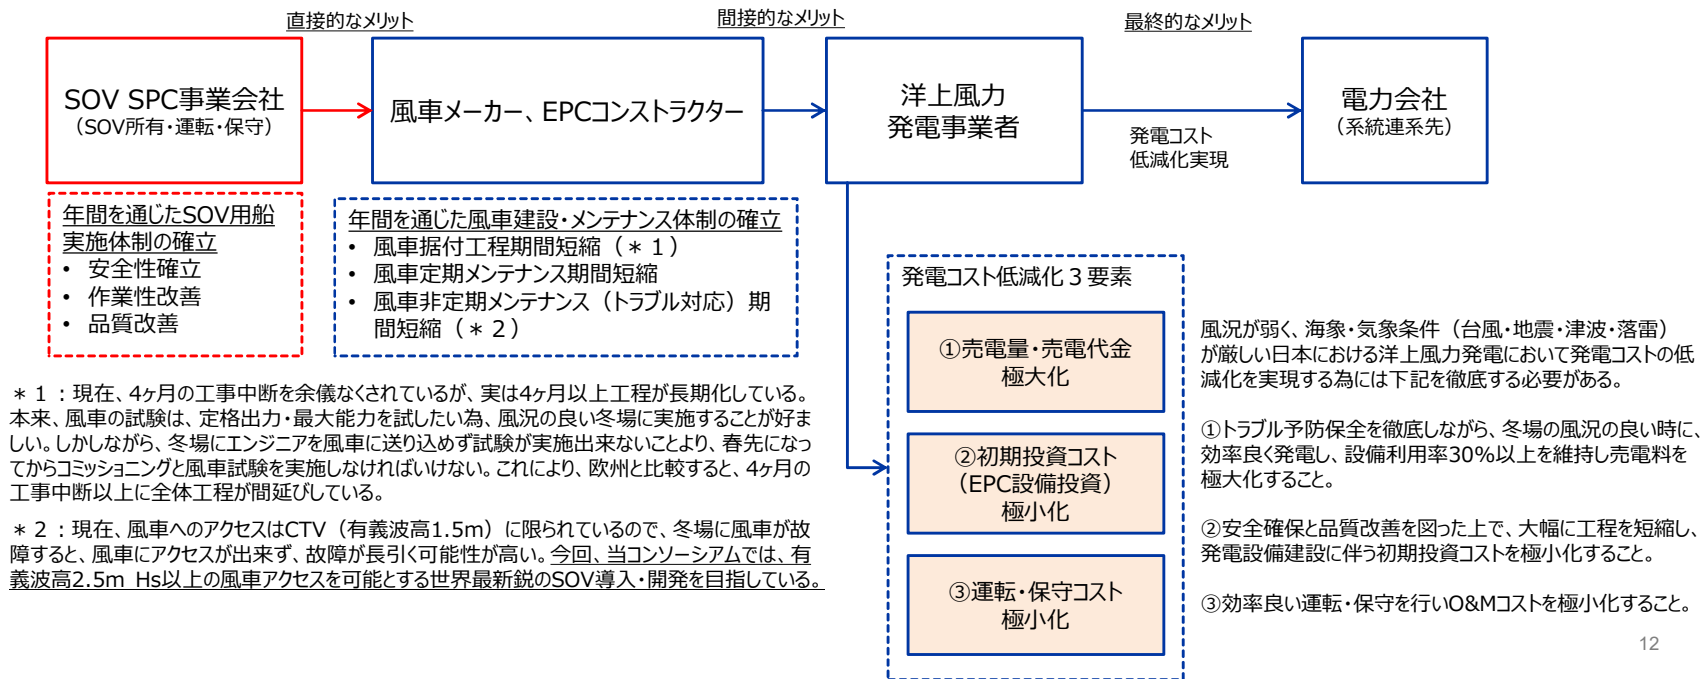 直接的なメリット
間接的なメリット
最終的なメリット
SOV SPC事業会社
（SOV所有・運転・保守）
風車メーカー、EPCコンストラクター
洋上風力
発電事業者
発電コスト
低減化実現
電力会社
（系統連系先）
年間を通じたSOV用船
実施体制の確立
• 安全性確立
• 作業性改善
• 品質改善
年間を通じた風車建設・メンテナンス体制の確立
• 風車据付工程期間短縮（＊１）
• 風車定期メンテナンス期間短縮
• 風車非定期メンテナンス（トラブル対応）期
間短縮（＊２）
発電コスト低減化３要素
①売電量・売電代金
極大化
②初期投資コスト
（EPC設備投資）
極小化
③運転・保守コスト
極小化
＊１：現在、4ヶ月の工事中断を余儀なくされているが、実は4ヶ月以上工程が長期化している。
本来、風車の試験は、定格出力・最大能力を試したい為、風況の良い冬場に実施することが好ま
しい。しかしながら、冬場にエンジニアを風車に送り込めず試験が実施出来ないことより、春先になっ
てからコミッショニングと風車試験を実施しなければいけない。これにより、欧州と比較すると、4ヶ月の
工事中断以上に全体工程が間延びしている。
＊２：現在、風車へのアクセスはCTV（有義波高1.5m）に限られているので、冬場に風車が故
障すると、風車にアクセスが出来ず、故障が長引く可能性が高い。今回、当コンソーシアムでは、有
義波高2.5m Hs以上の風車アクセスを可能とする世界最新鋭のSOV導入・開発を目指している。
風況が弱く、海象・気象条件（台風・地震・津波・落雷）
が厳しい日本における洋上風力発電において発電コストの低
減化を実現する為には下記を徹底する必要がある。
①トラブル予防保全を徹底しながら、冬場の風況の良い時に、
効率良く発電し、設備利用率30%以上を維持し売電料を
極大化すること。
②安全確保と品質改善を図った上で、大幅に工程を短縮し、
発電設備建設に伴う初期投資コストを極小化すること。
③効率良い運転・保守を行いO&Mコストを極小化すること。
12